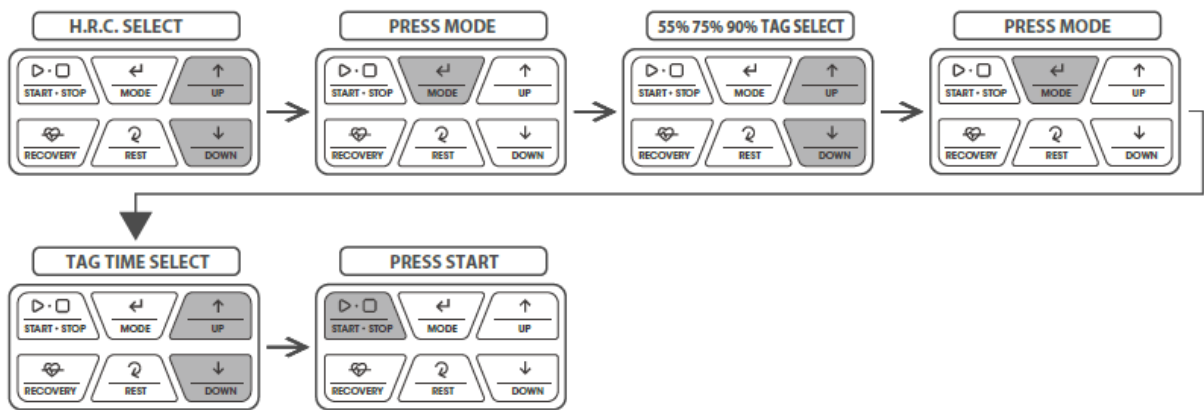 H.R.C. SELECT
PRESS MODE
55% 75% 90% TAG SELECT
PRESS MODE
START • STOP MODE UP
RECOVERY REST DOWN
START • STOP MODE UP
RECOVERY REST DOWN
START • STOP MODE UP
RECOVERY REST DOWN
START • STOP MODE UP
RECOVERY REST DOWN
TAG TIME SELECT
PRESS START
START • STOP MODE UP
RECOVERY REST DOWN
START • STOP MODE UP
RECOVERY REST DOWN